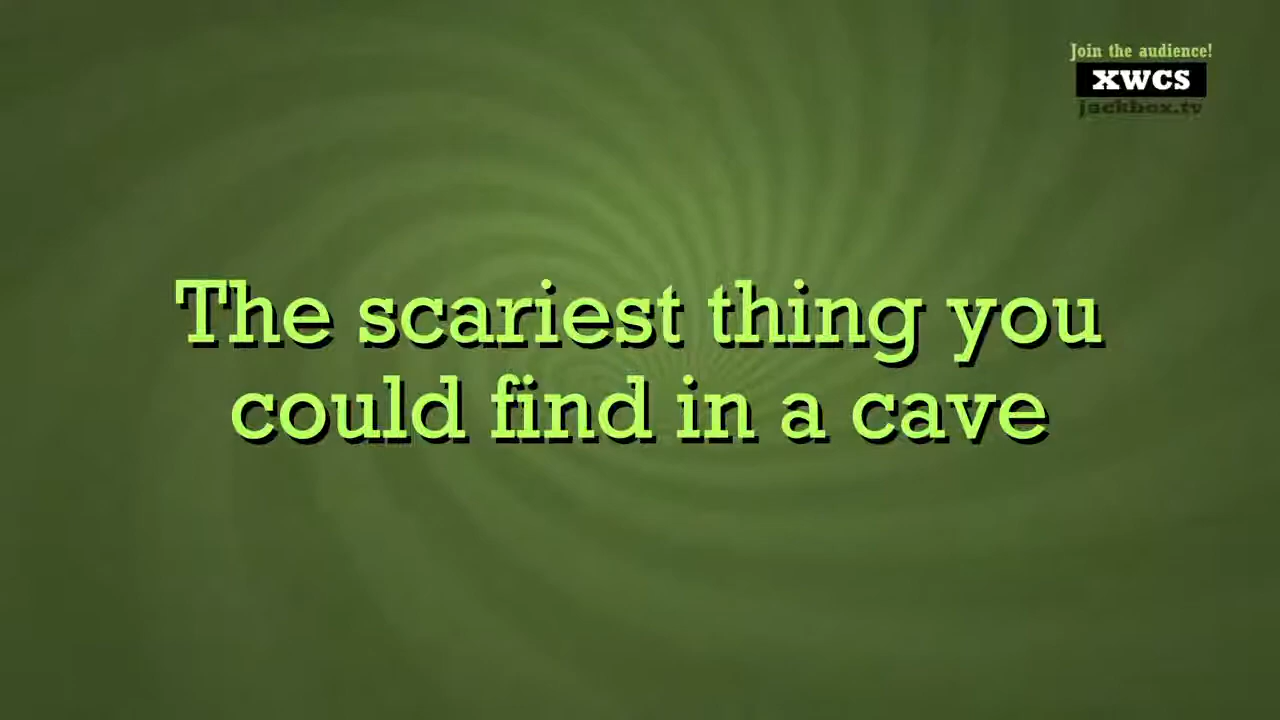 Join the audience!
XWCS
jackbox.tv
The scariest thing you
could find in a cave